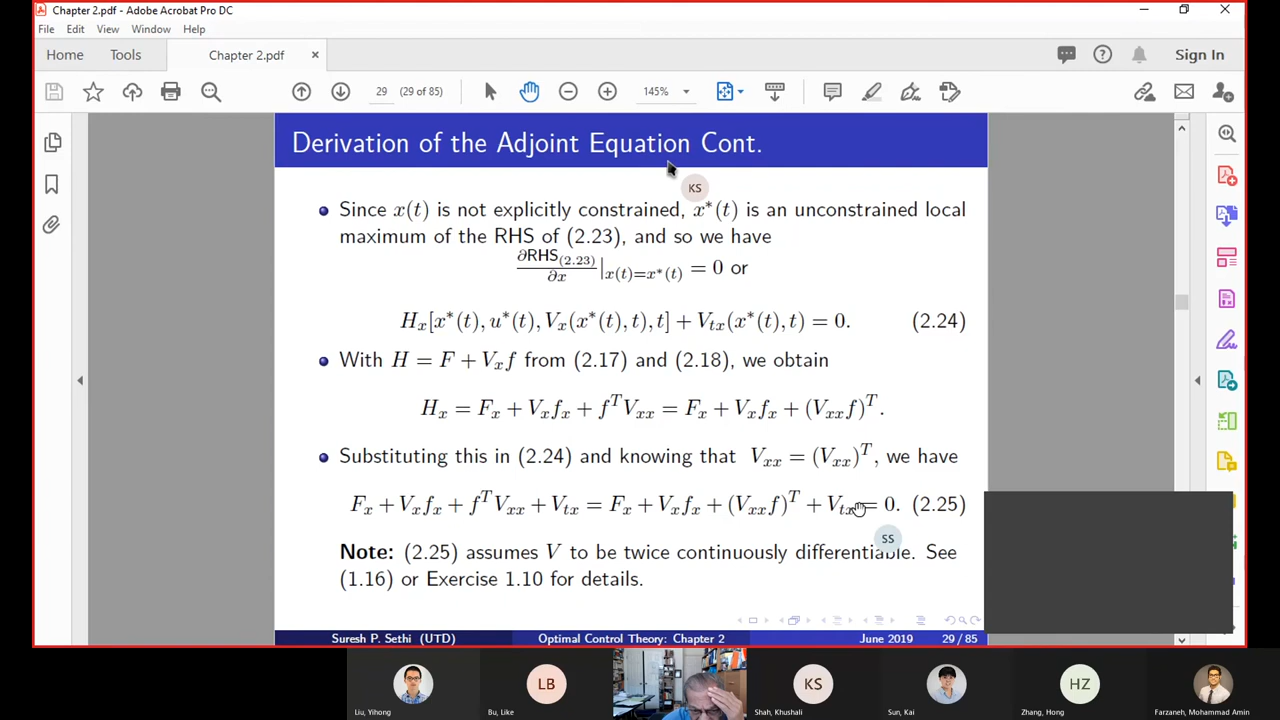 Chapter 2.pdf - Adobe Acrobat Pro DC
File Edit View Window Help
Home Tools Chapter 2.pdf × Sign In
29 (29 of 85) 145%
Derivation of the Adjoint Equation Cont.
KS
Since x(t) is not explicitly constrained, x*(t) is an unconstrained local
maximum of the RHS of (2.23), and so we have
∂RHS(2.23)/∂x |x(t)=x*(t) = 0 or
Hx[x*(t), u*(t), Vx(x*(t), t), t] + Vtx(x*(t), t) = 0. (2.24)
With H = F + Vxf from (2.17) and (2.18), we obtain
Hx = Fx + Vxfx + f^T Vxx = Fx + Vxfx + (Vxxf)^T.
Substituting this in (2.24) and knowing that Vxx = (Vxx)^T, we have
Fx + Vxfx + f^T Vxx + Vtx = Fx + Vxfx + (Vxxf)^T + Vtx = 0. (2.25)
SS
Note: (2.25) assumes V to be twice continuously differentiable. See
(1.16) or Exercise 1.10 for details.
Suresh P. Sethi (UTD) Optimal Control Theory: Chapter 2 June 2019 29 / 85
LB KS HZ
Liu, Yihong Bu, Like Shah, Khushali Sun, Kai Zhang, Hong Farzaneh, Mohammad Amin